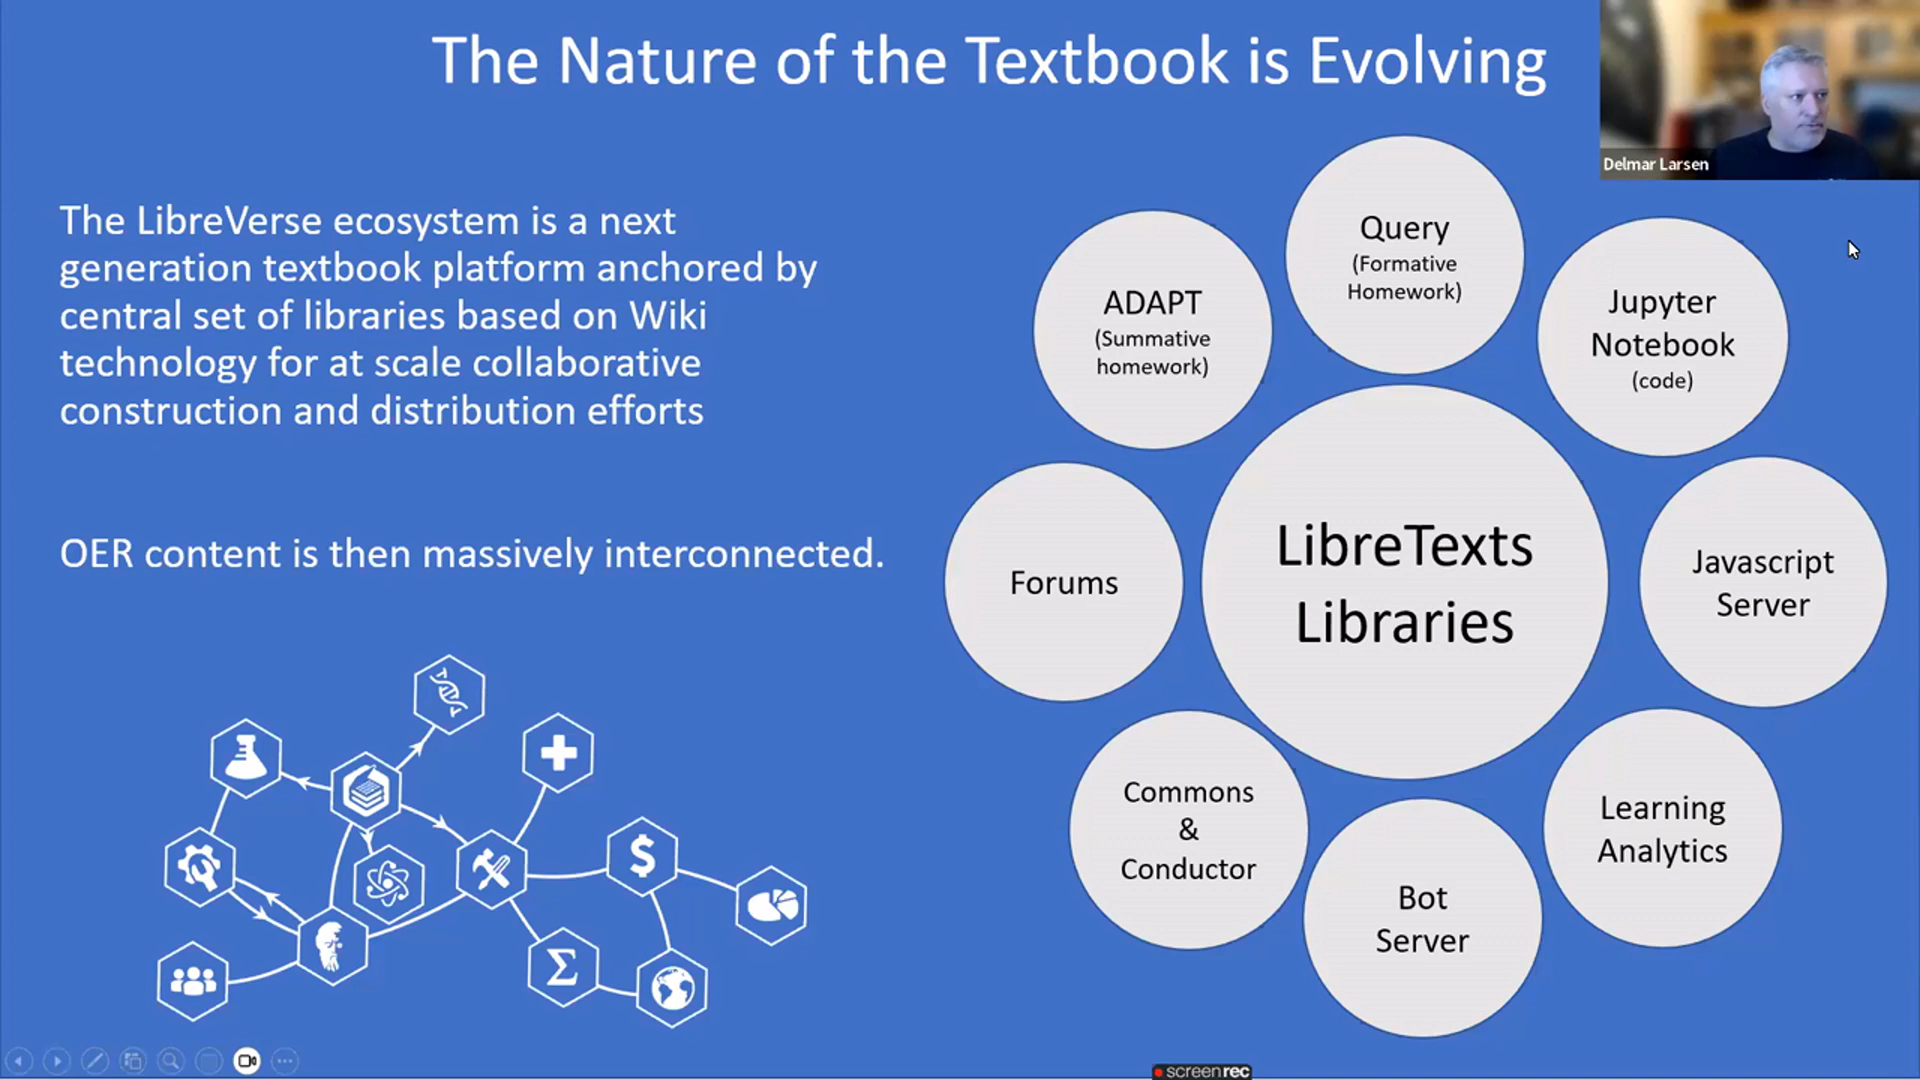 The Nature of the Textbook is Evolving
Delmar Larsen
The LibreVerse ecosystem is a next
generation textbook platform anchored by
central set of libraries based on Wiki
technology for at scale collaborative
construction and distribution efforts
OER content is then massively interconnected.
Query
(Formative
Homework)
ADAPT
(Summative
homework)
Jupyter
Notebook
(code)
Forums
LibreTexts
Libraries
Javascript
Server
Commons
&
Conductor
Learning
Analytics
Bot
Server
$
Σ
screenrec